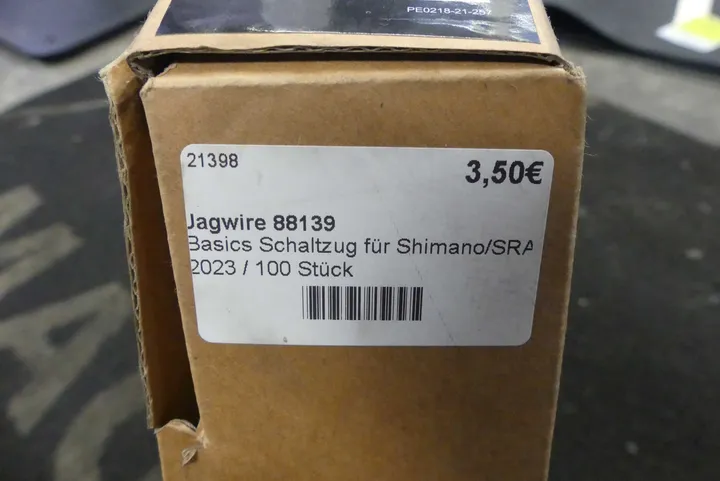 PE0218-21-257
21398
3,50€
Jagwire 88139
Basics Schaltzug für Shimano/SRA
2023 / 100 Stück